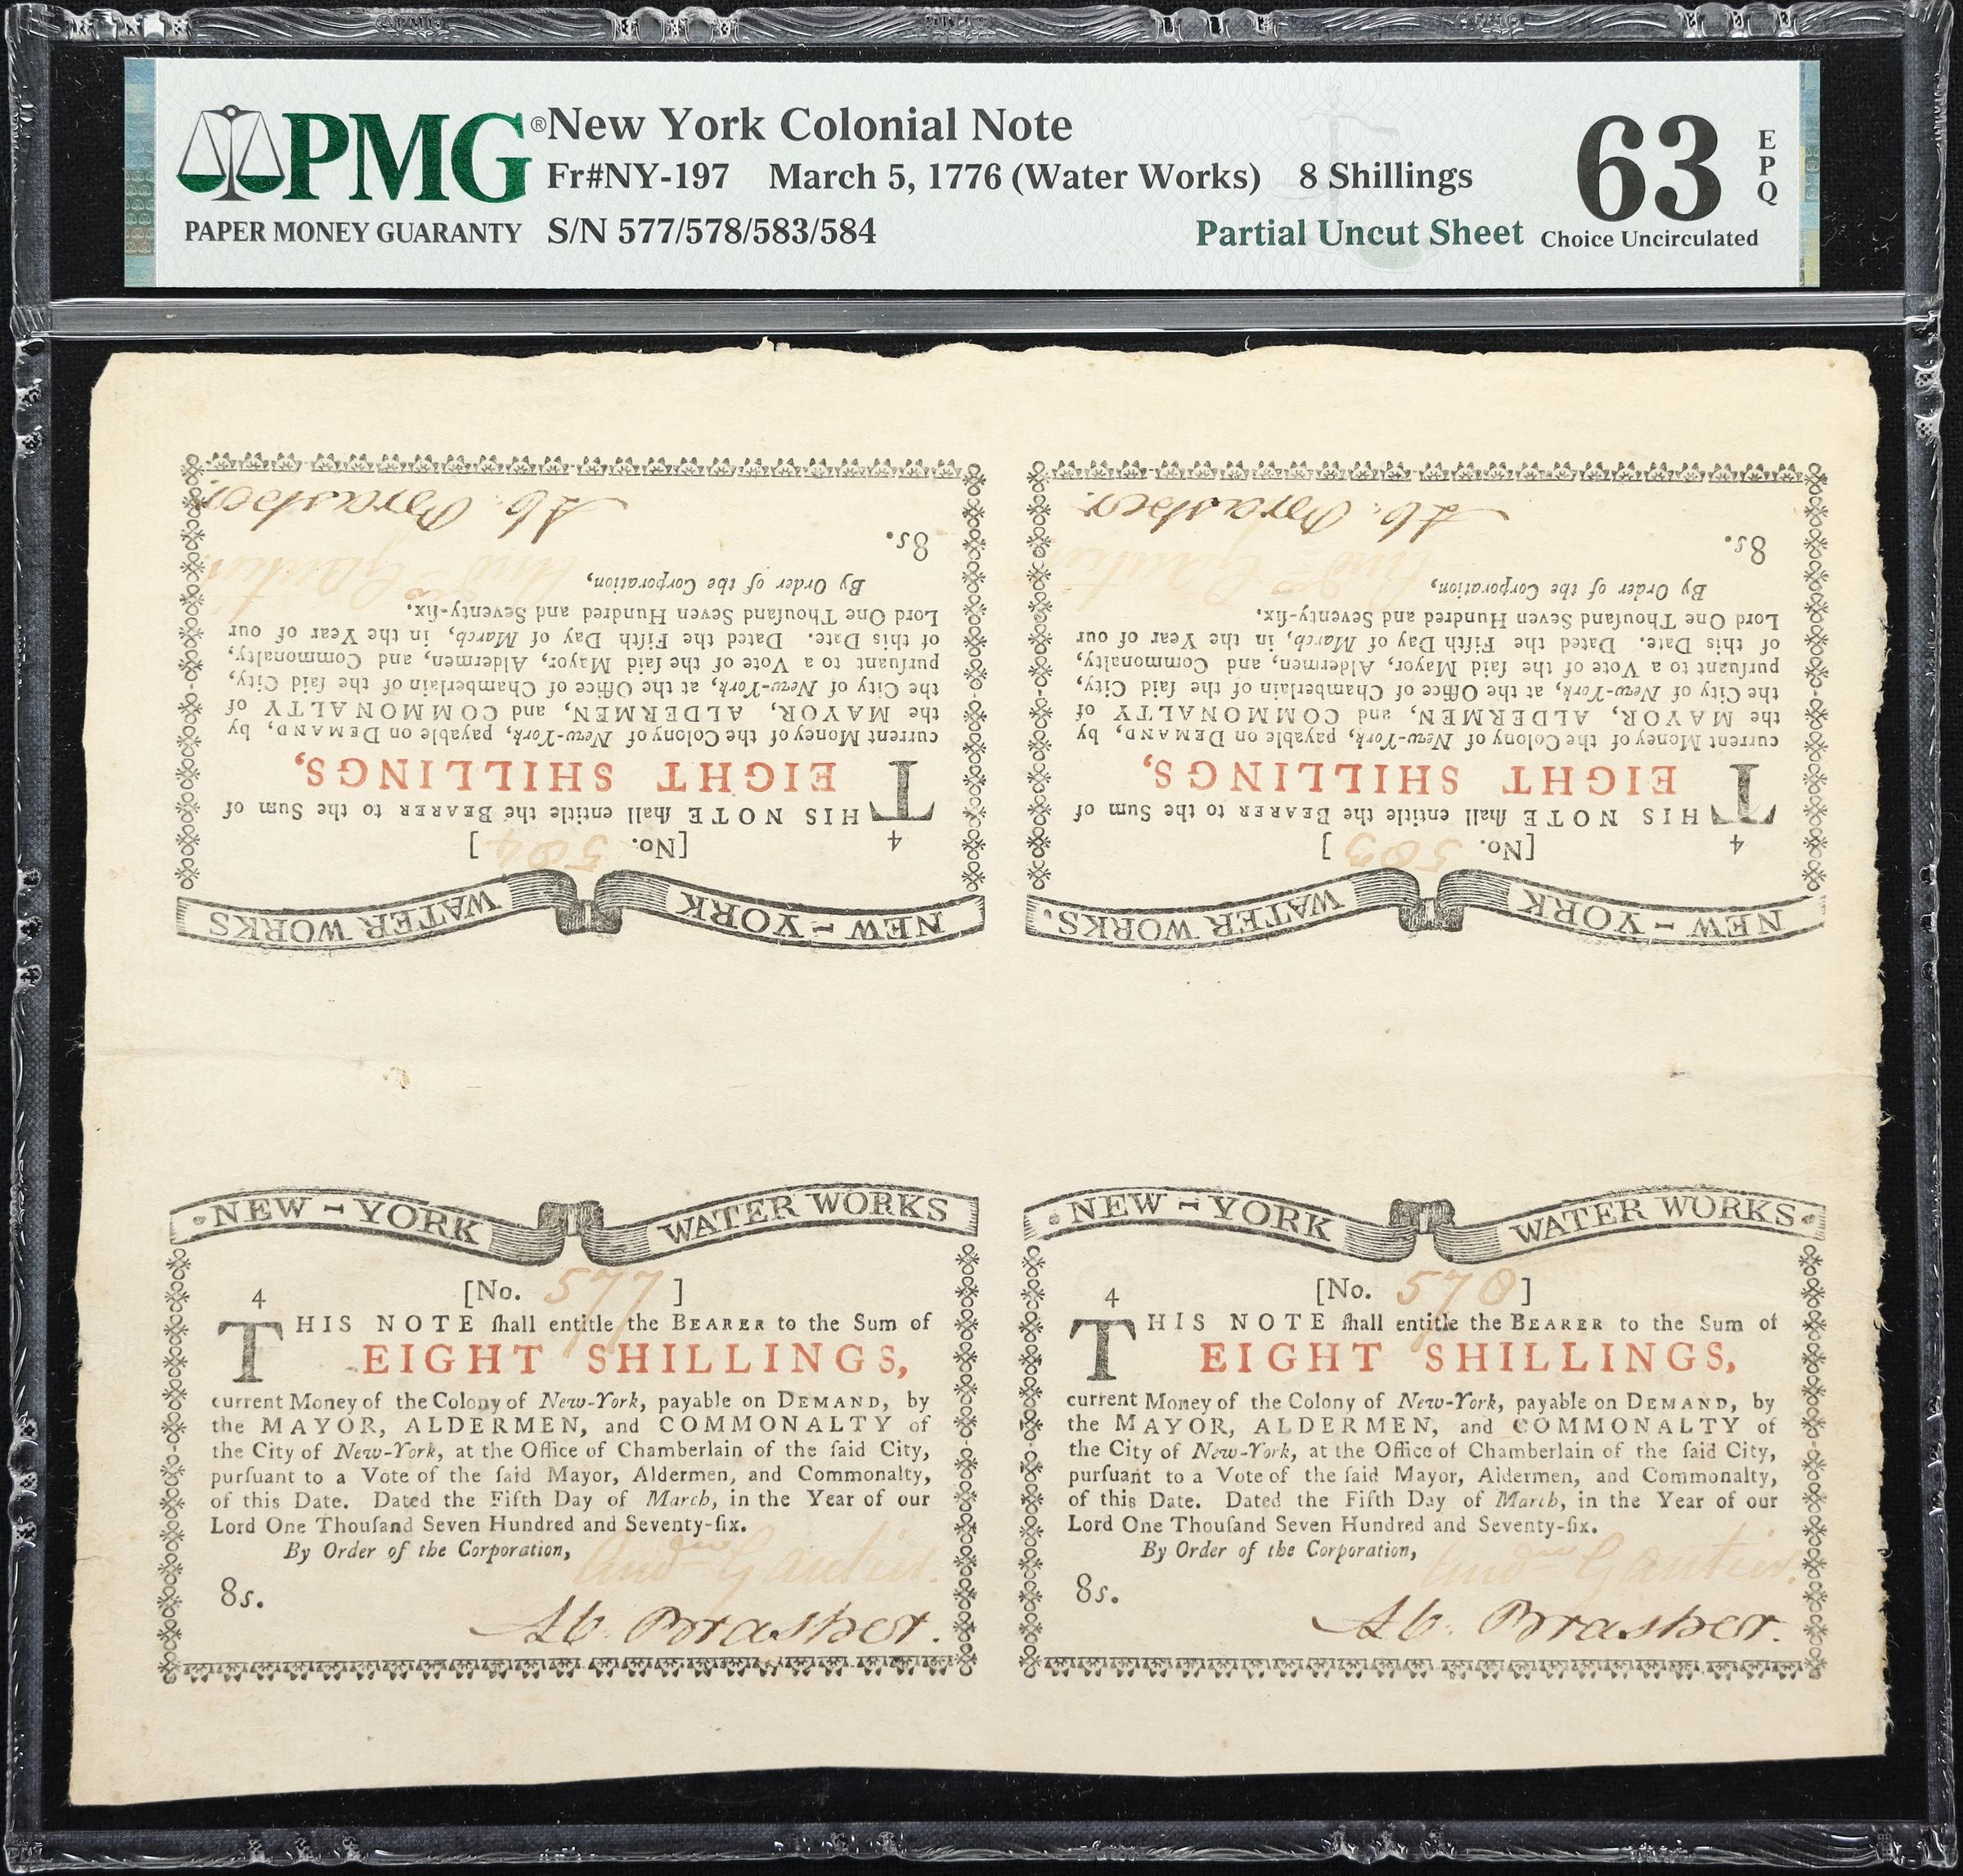 PMG® New York Colonial Note
Fr#NY-197 March 5, 1776 (Water Works) 8 Shillings
PAPER MONEY GUARANTY S/N 577/578/583/584
Partial Uncut Sheet
63 EPQ
Choice Uncirculated
NEW-YORK WATER WORKS
[No. 584]
4
THIS NOTE ſhall entitle the BEARER to the Sum of
EIGHT SHILLINGS,
current Money of the Colony of New-York, payable on DEMAND, by
the MAYOR, ALDERMEN, and COMMONALTY of
the City of New-York, at the Office of Chamberlain of the ſaid City,
purſuant to a Vote of the ſaid Mayor, Aldermen, and Commonalty,
of this Date. Dated the Fifth Day of March, in the Year of our
Lord One Thouſand Seven Hundred and Seventy-ſix.
By Order of the Corporation,
Andw Gautier
8s.
Ab. Brasher.
NEW-YORK WATER WORKS.
[No. 583]
4
THIS NOTE ſhall entitle the BEARER to the Sum of
EIGHT SHILLINGS,
current Money of the Colony of New-York, payable on DEMAND, by
the MAYOR, ALDERMEN, and COMMONALTY of
the City of New-York, at the Office of Chamberlain of the ſaid City,
purſuant to a Vote of the ſaid Mayor, Aldermen, and Commonalty,
of this Date. Dated the Fifth Day of March, in the Year of our
Lord One Thouſand Seven Hundred and Seventy-ſix.
By Order of the Corporation,
Andw Gautier
8s.
Ab. Brasher.
NEW-YORK WATER WORKS
[No. 577]
4
THIS NOTE ſhall entitle the BEARER to the Sum of
EIGHT SHILLINGS,
current Money of the Colony of New-York, payable on DEMAND, by
the MAYOR, ALDERMEN, and COMMONALTY of
the City of New-York, at the Office of Chamberlain of the ſaid City,
purſuant to a Vote of the ſaid Mayor, Aldermen, and Commonalty,
of this Date. Dated the Fifth Day of March, in the Year of our
Lord One Thouſand Seven Hundred and Seventy-ſix.
By Order of the Corporation,
Andw Gautier.
8s.
Ab. Brasher.
NEW-YORK WATER WORKS
[No. 578]
4
THIS NOTE ſhall entitle the BEARER to the Sum of
EIGHT SHILLINGS,
current Money of the Colony of New-York, payable on DEMAND, by
the MAYOR, ALDERMEN, and COMMONALTY of
the City of New-York, at the Office of Chamberlain of the ſaid City,
purſuant to a Vote of the ſaid Mayor, Aldermen, and Commonalty,
of this Date. Dated the Fifth Day of March, in the Year of our
Lord One Thouſand Seven Hundred and Seventy-ſix.
By Order of the Corporation,
Andw Gautier.
8s.
Ab. Brasher.